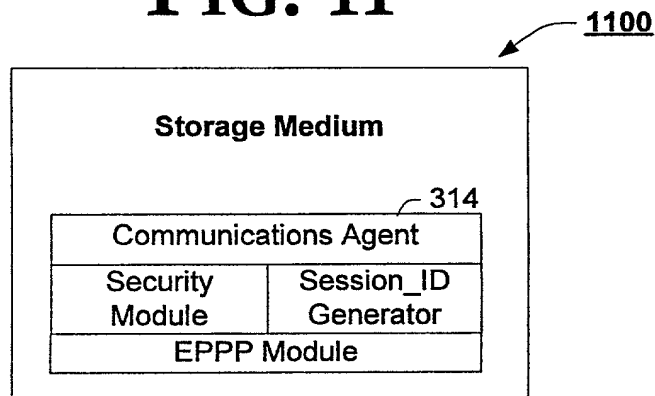 FIG. 11
1100
Storage Medium
314
Communications Agent
Security Module
Session_ID Generator
EPPP Module